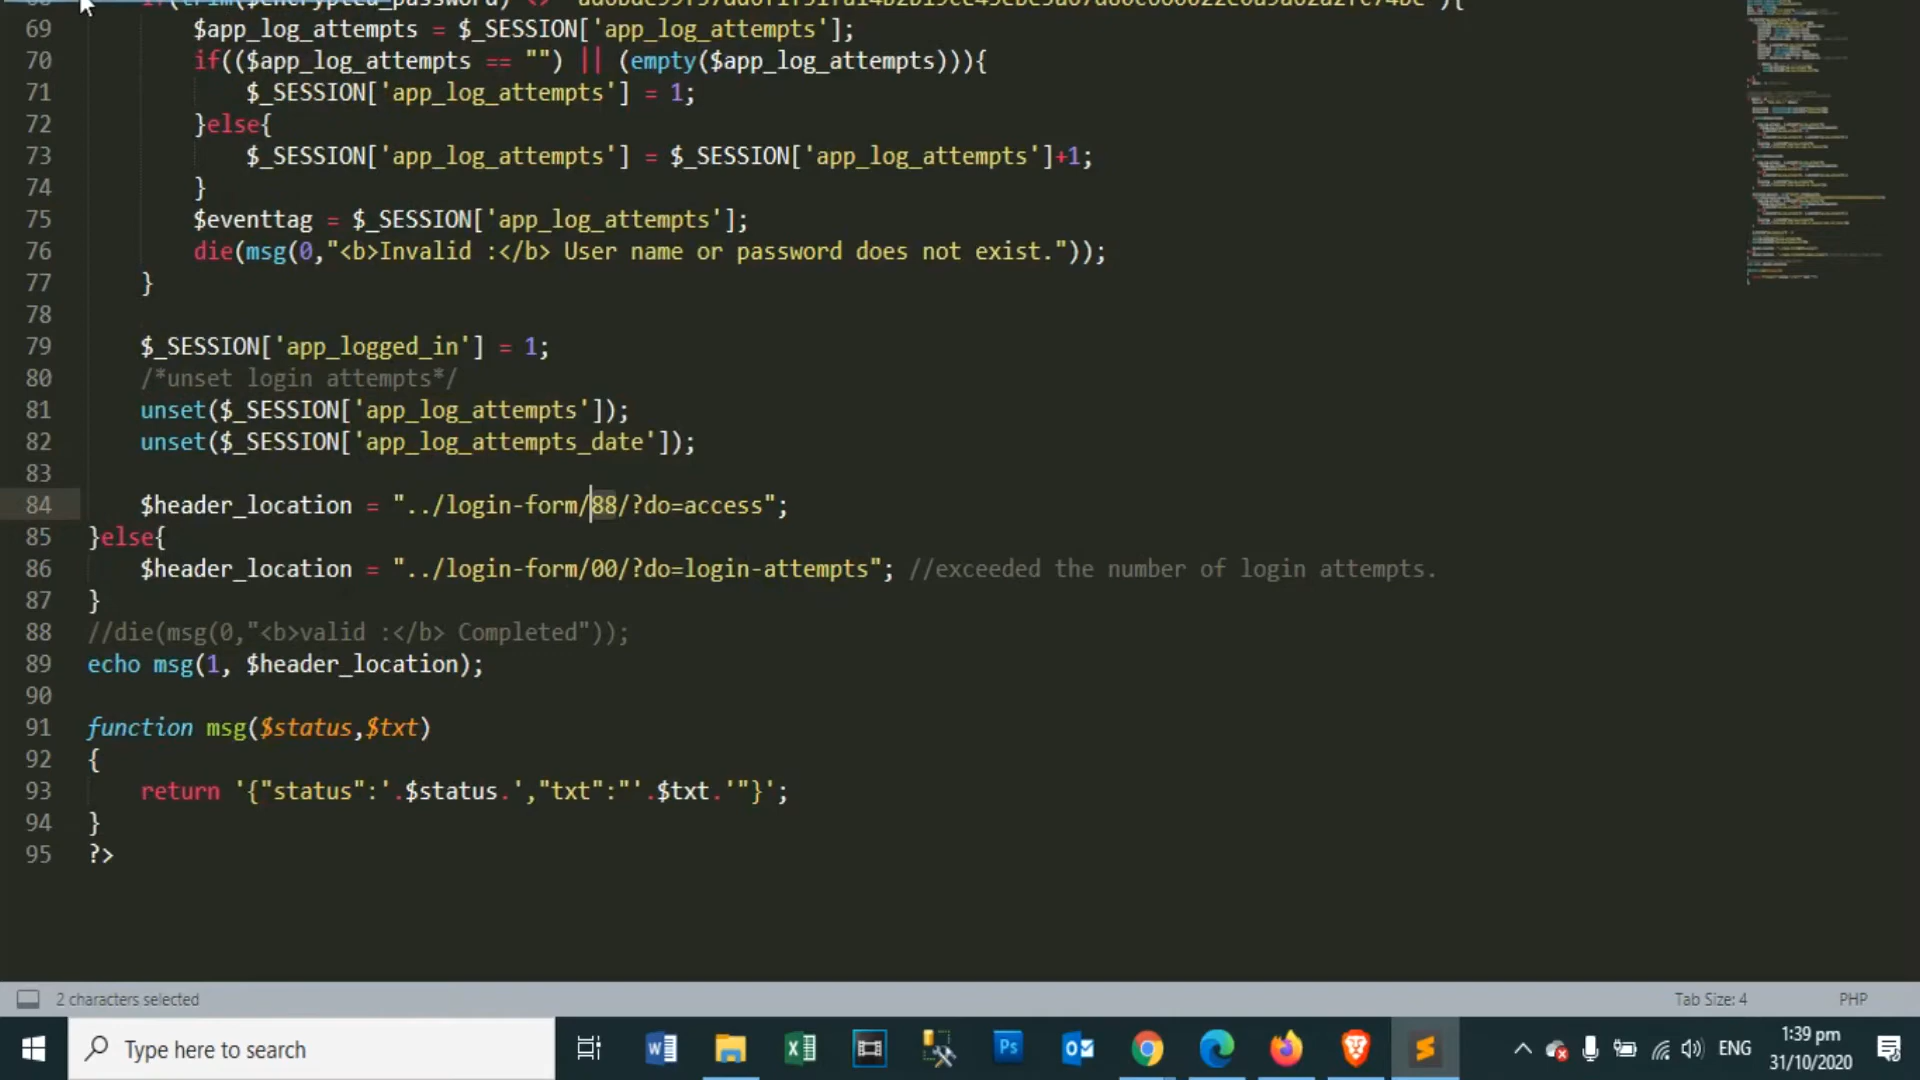 69 $app_log_attempts = $_SESSION['app_log_attempts'];
70 if(($app_log_attempts == "") || (empty($app_log_attempts))){
71 $_SESSION['app_log_attempts'] = 1;
72 }else{
73 $_SESSION['app_log_attempts'] = $_SESSION['app_log_attempts']+1;
74 }
75 $eventtag = $_SESSION['app_log_attempts'];
76 die(msg(0,"<b>Invalid :</b> User name or password does not exist."));
77 }
78
79 $_SESSION['app_logged_in'] = 1;
80 /*unset login attempts*/
81 unset($_SESSION['app_log_attempts']);
82 unset($_SESSION['app_log_attempts_date']);
83
84 $header_location = "../login-form/88/?do=access";
85 }else{
86 $header_location = "../login-form/00/?do=login-attempts"; //exceeded the number of login attempts.
87 }
88 //die(msg(0,"<b>valid :</b> Completed"));
89 echo msg(1, $header_location);
90
91 function msg($status,$txt)
92 {
93 return '{"status":'.$status.',"txt":"'.$txt.'"}';
94 }
95 ?>
2 characters selected Tab Size: 4 PHP
Type here to search ENG 1:39 pm
31/10/2020